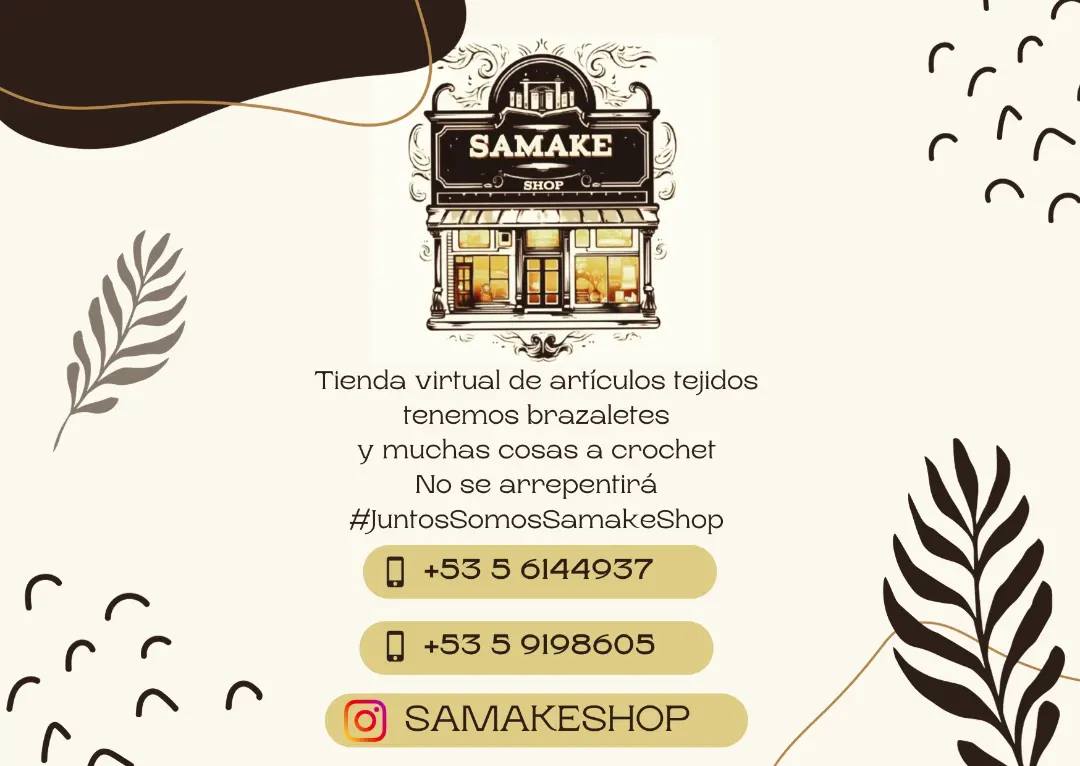 SAMAKE
SHOP
Tienda virtual de artículos tejidos
tenemos brazaletes
y muchas cosas a crochet
No se arrepentirá
#JuntosSomosSamakeShop
+53 5 6144937
+53 5 9198605
SAMAKESHOP